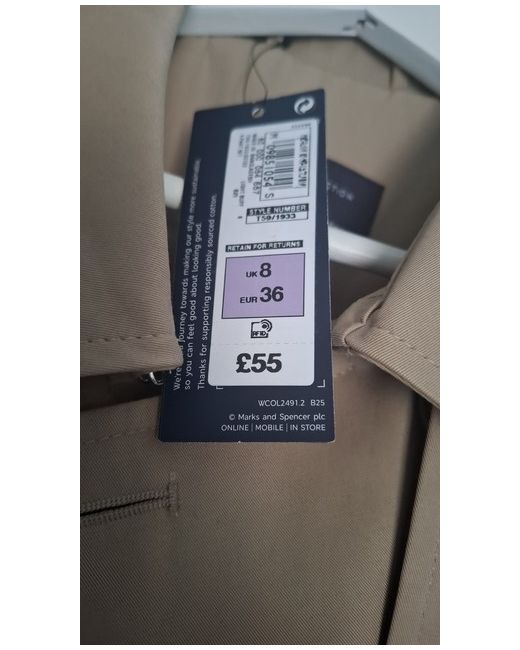 STYLE NUMBER
T59/1933
RETAIN FOR RETURNS
UK 8
EUR 36
RFID
£55
We're journey towards making our style more sustainable,
so you can feel good about looking good.
Thanks for supporting responsibly sourced cotton.
WCOL2491.2 B25
© Marks and Spencer plc
ONLINE | MOBILE | IN STORE